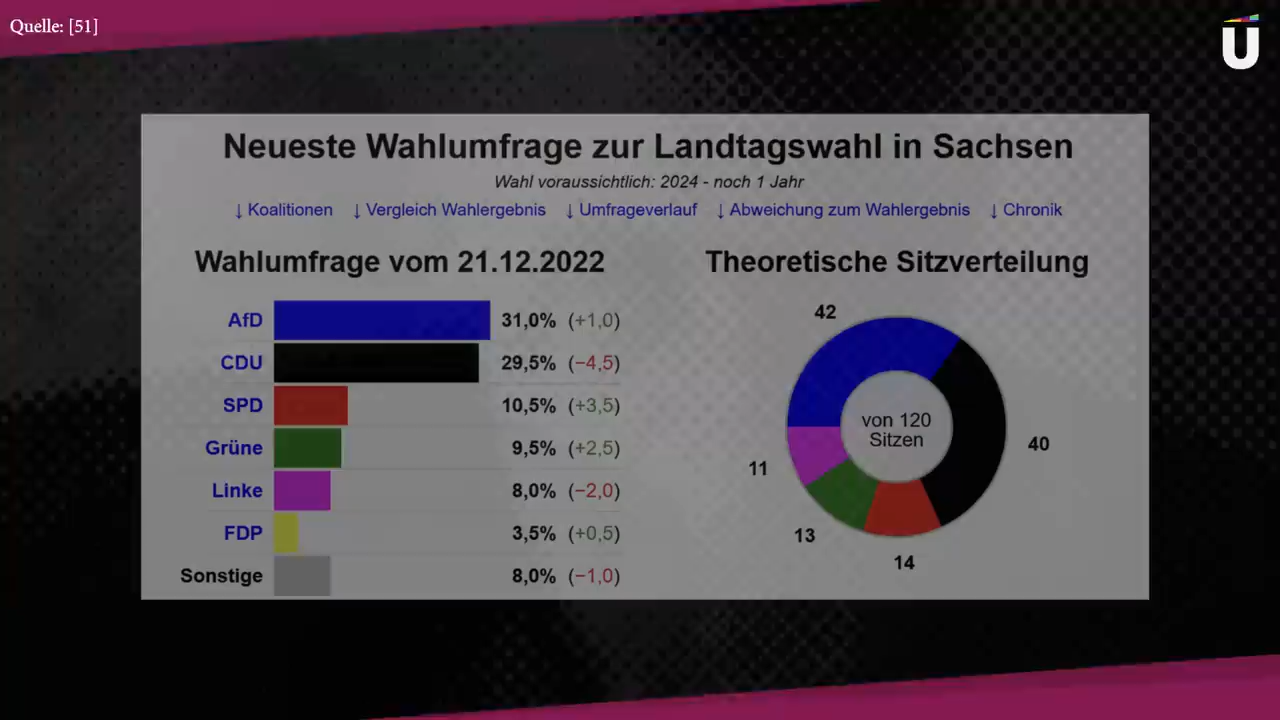 Quelle: [51]
Ü
Neueste Wahlumfrage zur Landtagswahl in Sachsen
Wahl voraussichtlich: 2024 - noch 1 Jahr
↓ Koalitionen ↓ Vergleich Wahlergebnis ↓ Umfrageverlauf ↓ Abweichung zum Wahlergebnis ↓ Chronik
Wahlumfrage vom 21.12.2022
AfD 31,0% (+1,0)
CDU 29,5% (−4,5)
SPD 10,5% (+3,5)
Grüne 9,5% (+2,5)
Linke 8,0% (−2,0)
FDP 3,5% (+0,5)
Sonstige 8,0% (−1,0)
Theoretische Sitzverteilung
42
von 120
Sitzen
40
11
13
14